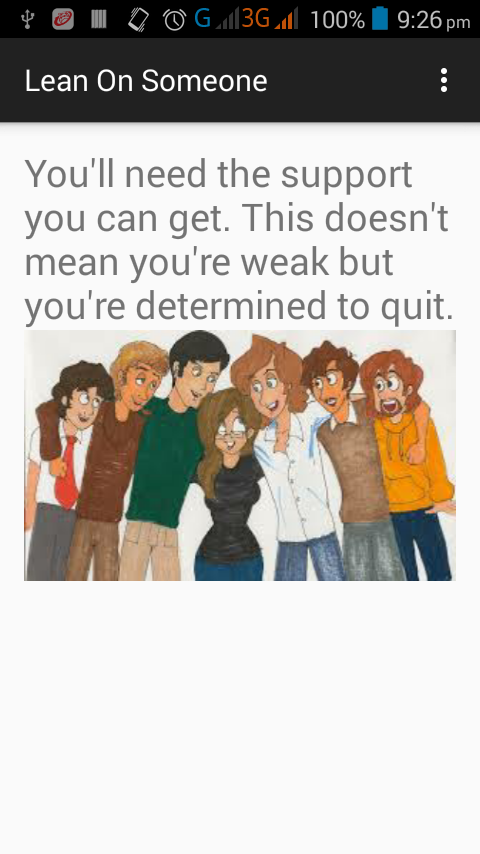 G 3G 100% 9:26 pm
Lean On Someone
You'll need the support
you can get. This doesn't
mean you're weak but
you're determined to quit.